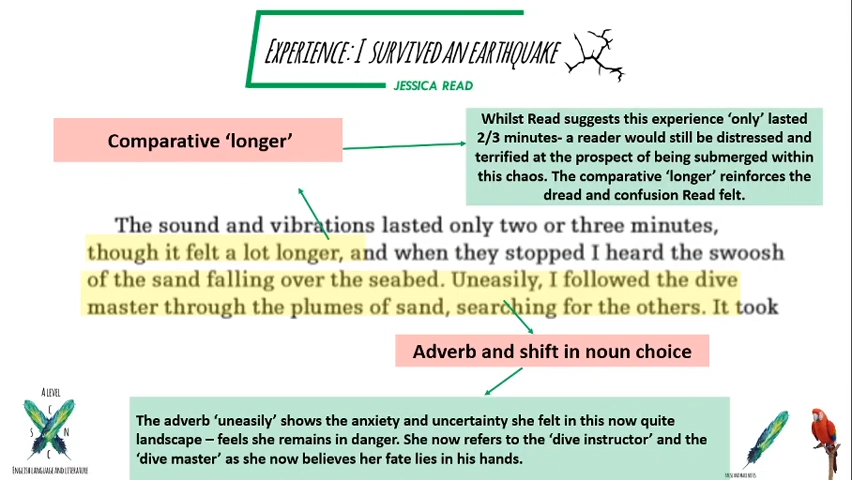 EXPERIENCE: I SURVIVED AN EARTHQUAKE
JESSICA READ
Comparative ‘longer’
Whilst Read suggests this experience ‘only’ lasted
2/3 minutes- a reader would still be distressed and
terrified at the prospect of being submerged within
this chaos. The comparative ‘longer’ reinforces the
dread and confusion Read felt.
The sound and vibrations lasted only two or three minutes,
though it felt a lot longer, and when they stopped I heard the swoosh
of the sand falling over the seabed. Uneasily, I followed the dive
master through the plumes of sand, searching for the others. It took
Adverb and shift in noun choice
The adverb ‘uneasily’ shows the anxiety and uncertainty she felt in this now quite
landscape – feels she remains in danger. She now refers to the ‘dive instructor’ and the
‘dive master’ as she now believes her fate lies in his hands.
A LEVEL
C
S N
C
ENGLISH LANGUAGE AND LITERATURE